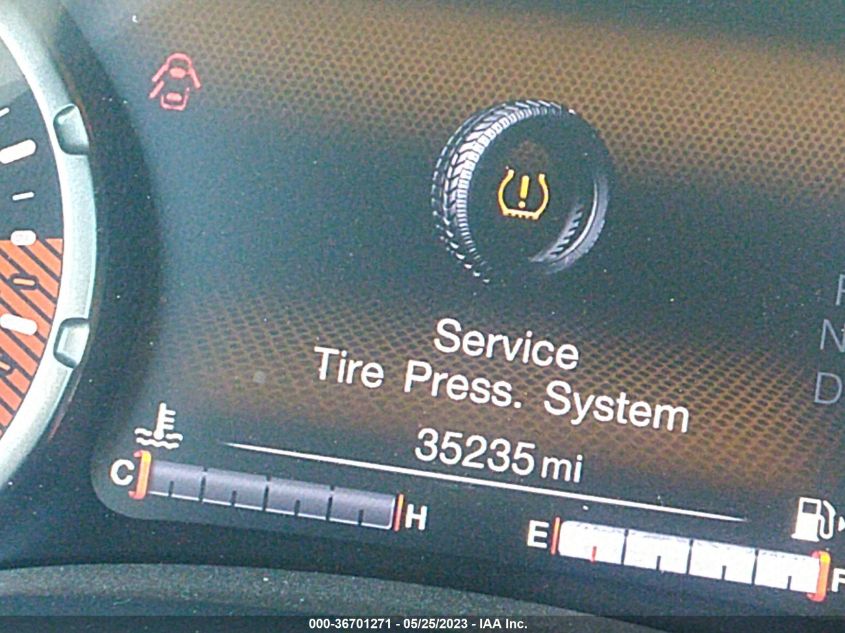 Service
Tire Press. System
35235 mi
C
H
E
F
N
D
000-36701271 - 05/25/2023 - IAA Inc.